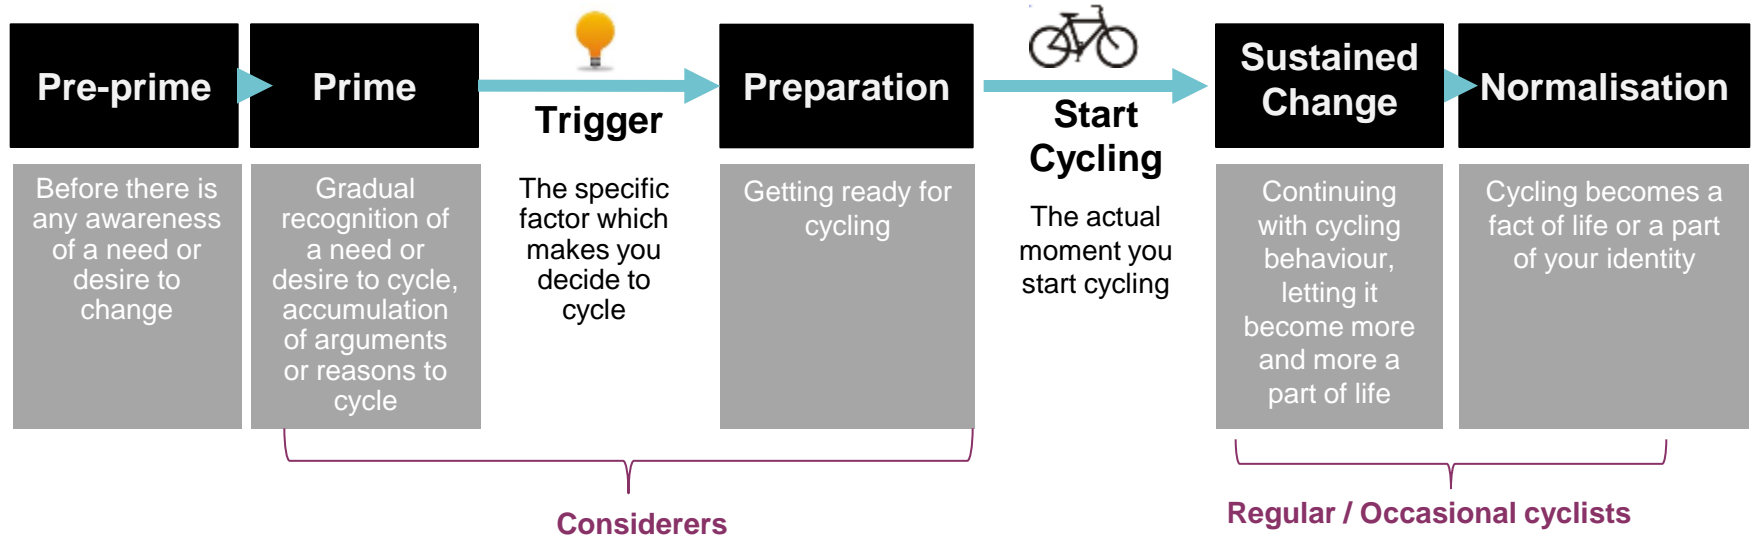 Pre-prime
Before there is
any awareness
of a need or
desire to
change
Prime
Gradual
recognition of
a need or
desire to cycle,
accumulation
of arguments
or reasons to
cycle
Trigger
The specific
factor which
makes you
decide to
cycle
Preparation
Getting ready for
cycling
Start
Cycling
The actual
moment you
start cycling
Sustained
Change
Continuing
with cycling
behaviour,
letting it
become more
and more a
part of life
Normalisation
Cycling becomes a
fact of life or a part
of your identity
Considerers
Regular / Occasional cyclists